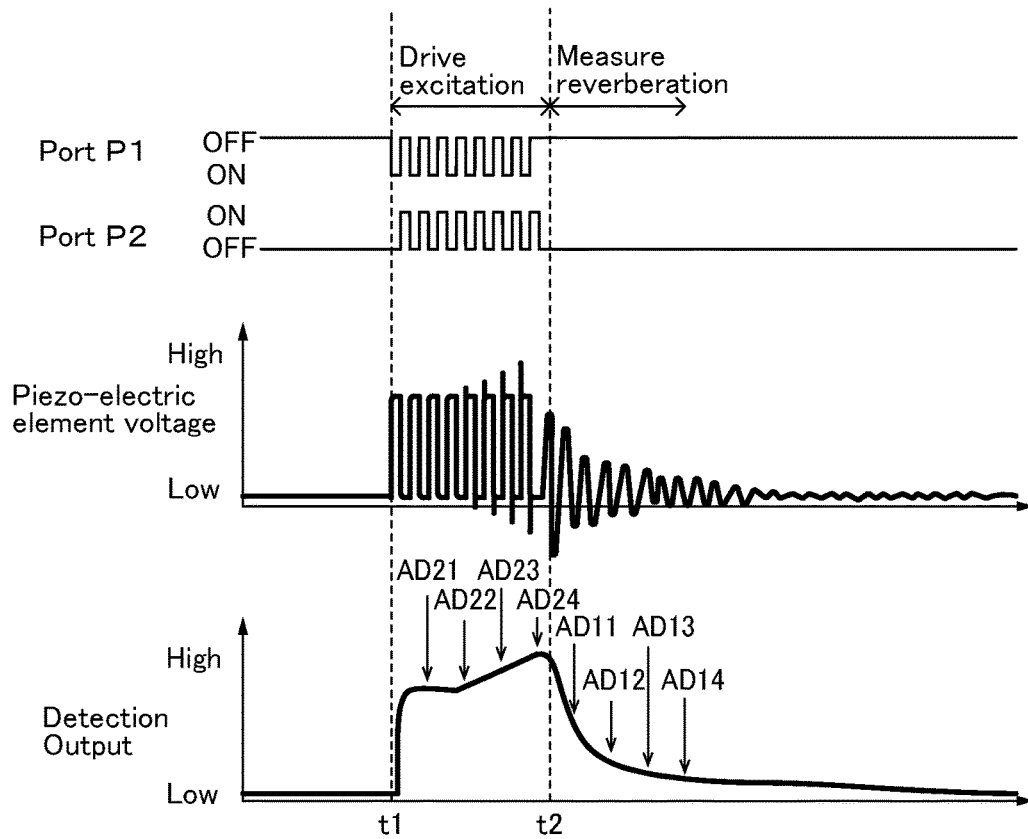 Drive
excitation
Measure
reverberation
Port P1
OFF
ON
Port P2
ON
OFF
High
Piezo-electric
element voltage
Low
AD21
AD22
AD23
AD24
AD11
AD12
AD13
AD14
High
Detection
Output
Low
t1
t2